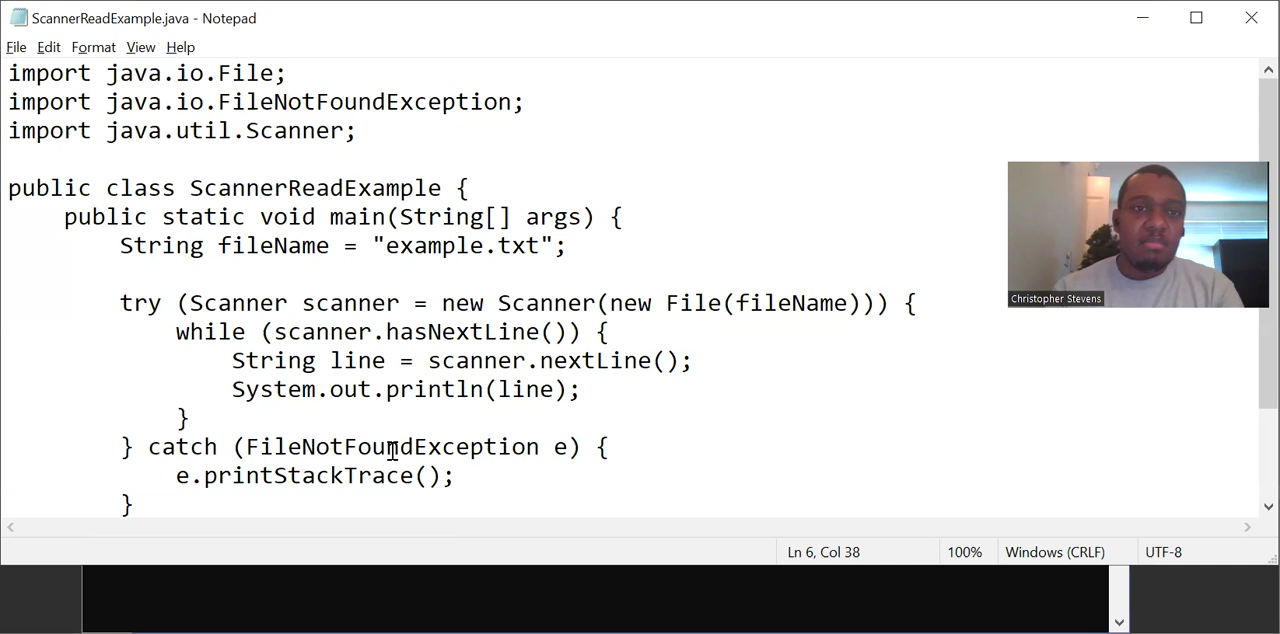 ScannerReadExample.java - Notepad
File Edit Format View Help
import java.io.File;
import java.io.FileNotFoundException;
import java.util.Scanner;
public class ScannerReadExample {
    public static void main(String[] args) {
        String fileName = "example.txt";
        try (Scanner scanner = new Scanner(new File(fileName))) {
            while (scanner.hasNextLine()) {
                String line = scanner.nextLine();
                System.out.println(line);
            }
        } catch (FileNotFoundException e) {
            e.printStackTrace();
        }
Christopher Stevens
Ln 6, Col 38 100% Windows (CRLF) UTF-8